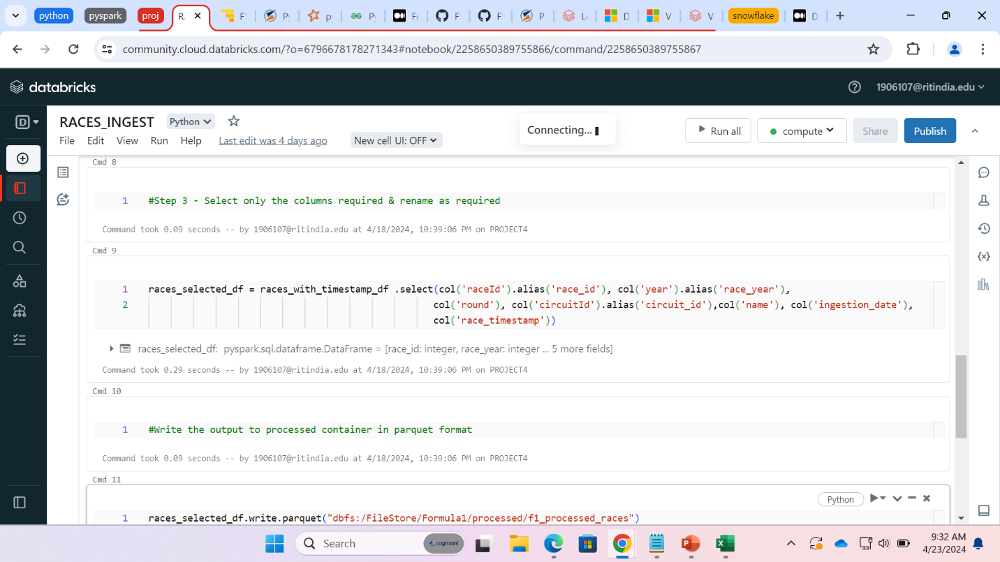 python
pyspark
proj
snowflake
community.cloud.databricks.com/?o=6796678178271343#notebook/2258650389755866/command/2258650389755867
databricks
1906107@ritindia.edu
RACES_INGEST
Python
File Edit View Run Help
Last edit was 4 days ago
New cell UI: OFF
Connecting...
Run all
compute
Share
Publish
Cmd 8
1 #Step 3 - Select only the columns required & rename as required
Command took 0.09 seconds -- by 1906107@ritindia.edu at 4/18/2024, 10:39:06 PM on PROJECT4
Cmd 9
1 races_selected_df = races_with_timestamp_df .select(col('raceId').alias('race_id'), col('year').alias('race_year'),
2 col('round'), col('circuitId').alias('circuit_id'),col('name'), col('ingestion_date'),
col('race_timestamp'))
races_selected_df: pyspark.sql.dataframe.DataFrame = [race_id: integer, race_year: integer ... 5 more fields]
Command took 0.29 seconds -- by 1906107@ritindia.edu at 4/18/2024, 10:39:06 PM on PROJECT4
Cmd 10
1 #Write the output to processed container in parquet format
Command took 0.09 seconds -- by 1906107@ritindia.edu at 4/18/2024, 10:39:06 PM on PROJECT4
Cmd 11
Python
1 races_selected_df.write.parquet("dbfs:/FileStore/Formula1/processed/f1_processed_races")
Search
cognizant
9:32 AM
4/23/2024